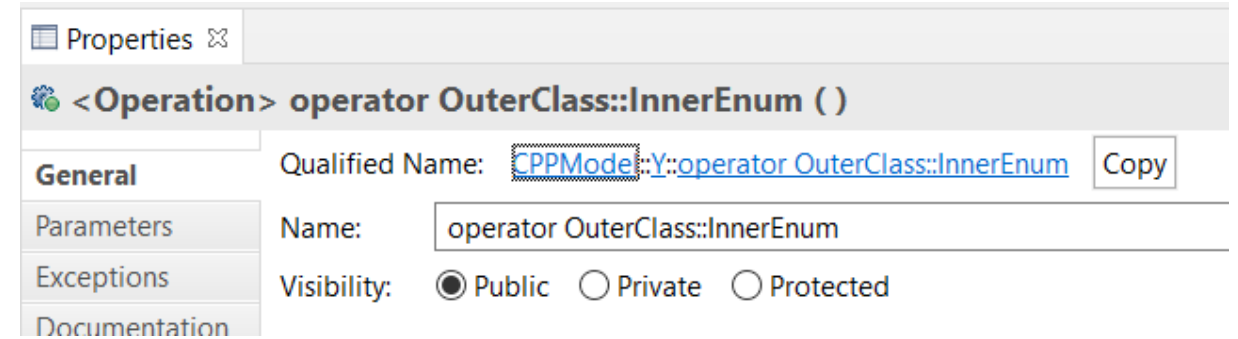 Properties
<Operation> operator OuterClass::InnerEnum ( )
General
Qualified Name: CPPModel::Y::operator OuterClass::InnerEnum Copy
Parameters
Name: operator OuterClass::InnerEnum
Exceptions
Visibility: Public Private Protected
Documentation